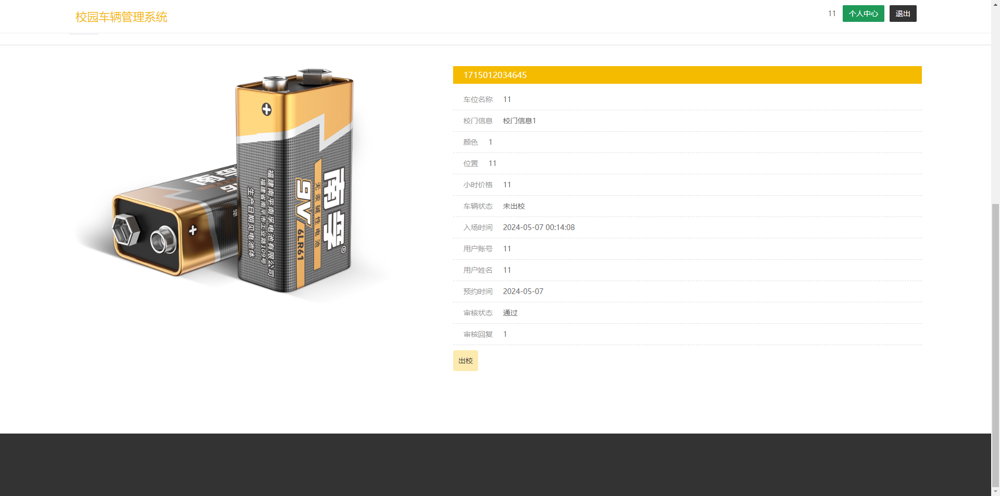 校园车辆管理系统
11 个人中心 退出
1715012034645
车位名称 11
校门信息 校门信息1
颜色 1
位置 11
小时价格 11
车辆状态 未出校
入场时间 2024-05-07 00:14:08
用户账号 11
用户姓名 11
预约时间 2024-05-07
审核状态 通过
审核回复 1
出校
南孚®
无汞碱性电池
9V 6LR61
福建南平南孚电池有限公司
福建省南平市工业路109号
生产日期见电池体